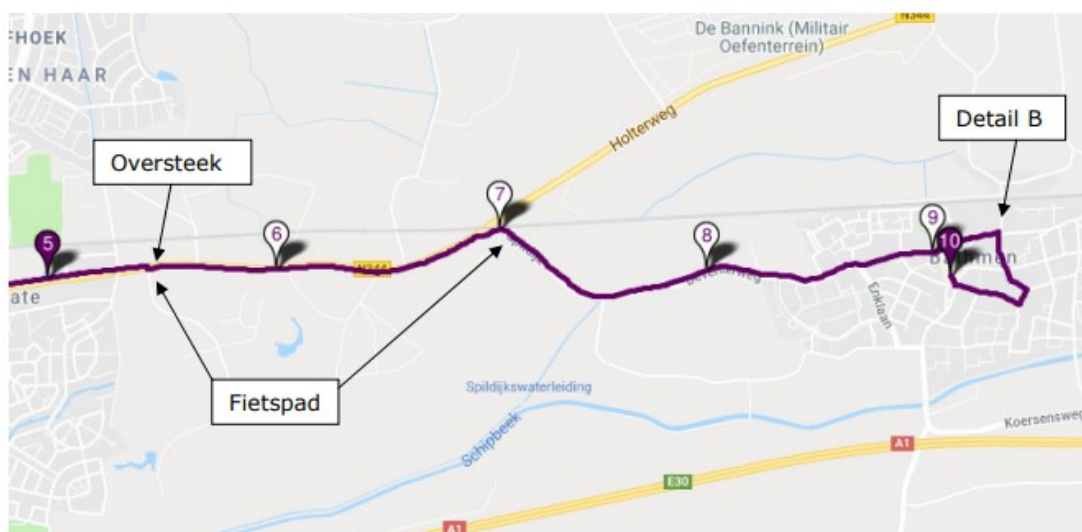 FHOEK
EN HAAR
De Bannink (Militair
Oefenterrein)
N344
Detail B
Holterweg
Oversteek
7
9
5
6
8
10
N344
ate
Enklaan
Fietspad
Spildijkswaterleiding
Schipbeek
Koersensweg
A1
E30
A1